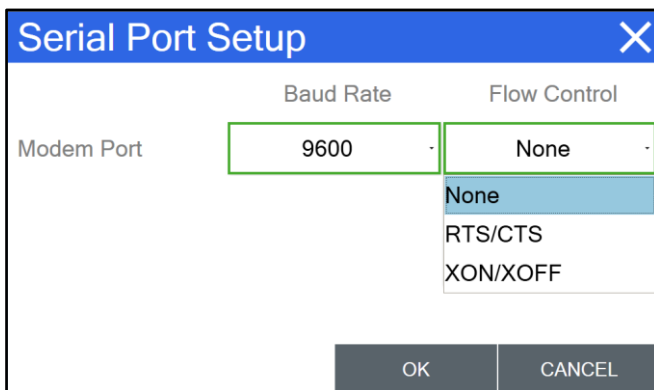 Serial Port Setup
Baud Rate Flow Control
Modem Port 9600 None
None
RTS/CTS
XON/XOFF
OK CANCEL